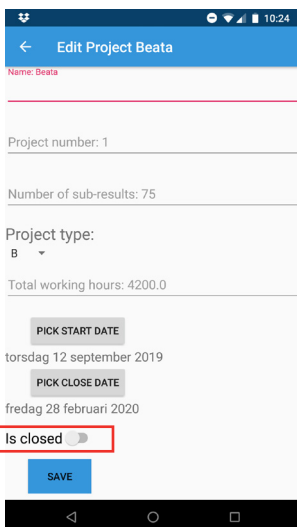 10:24
Edit Project Beata
Name: Beata
Project number: 1
Number of sub-results: 75
Project type:
B
Total working hours: 4200.0
PICK START DATE
torsdag 12 september 2019
PICK CLOSE DATE
fredag 28 februari 2020
Is closed
SAVE